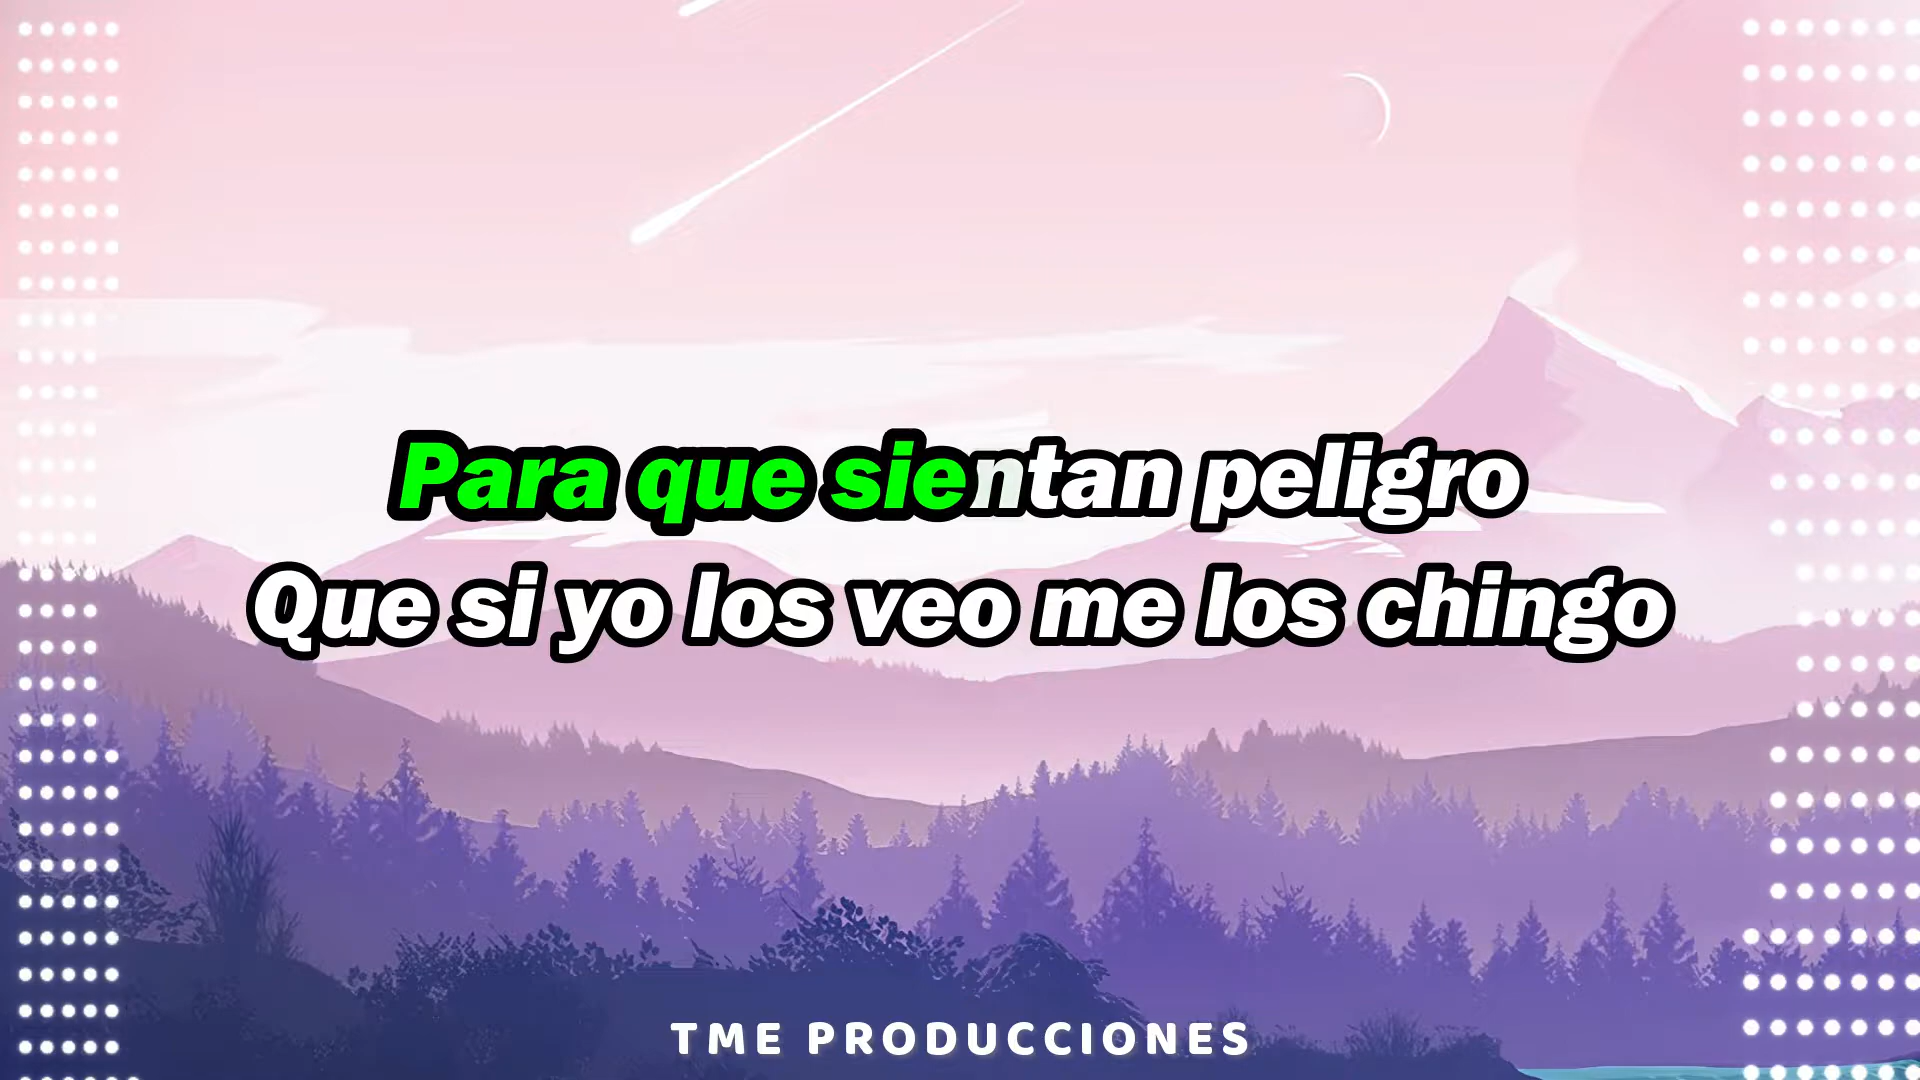 Para que sientan peligro
Que si yo los veo me los chingo
TME PRODUCCIONES